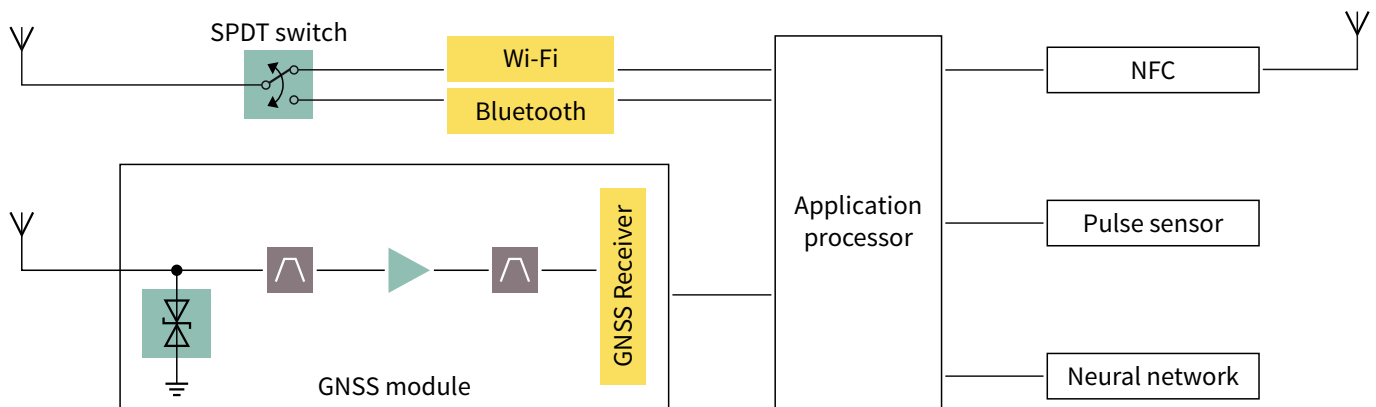 SPDT switch
Wi-Fi
Bluetooth
NFC
Application
processor
Pulse sensor
GNSS Receiver
GNSS module
Neural network